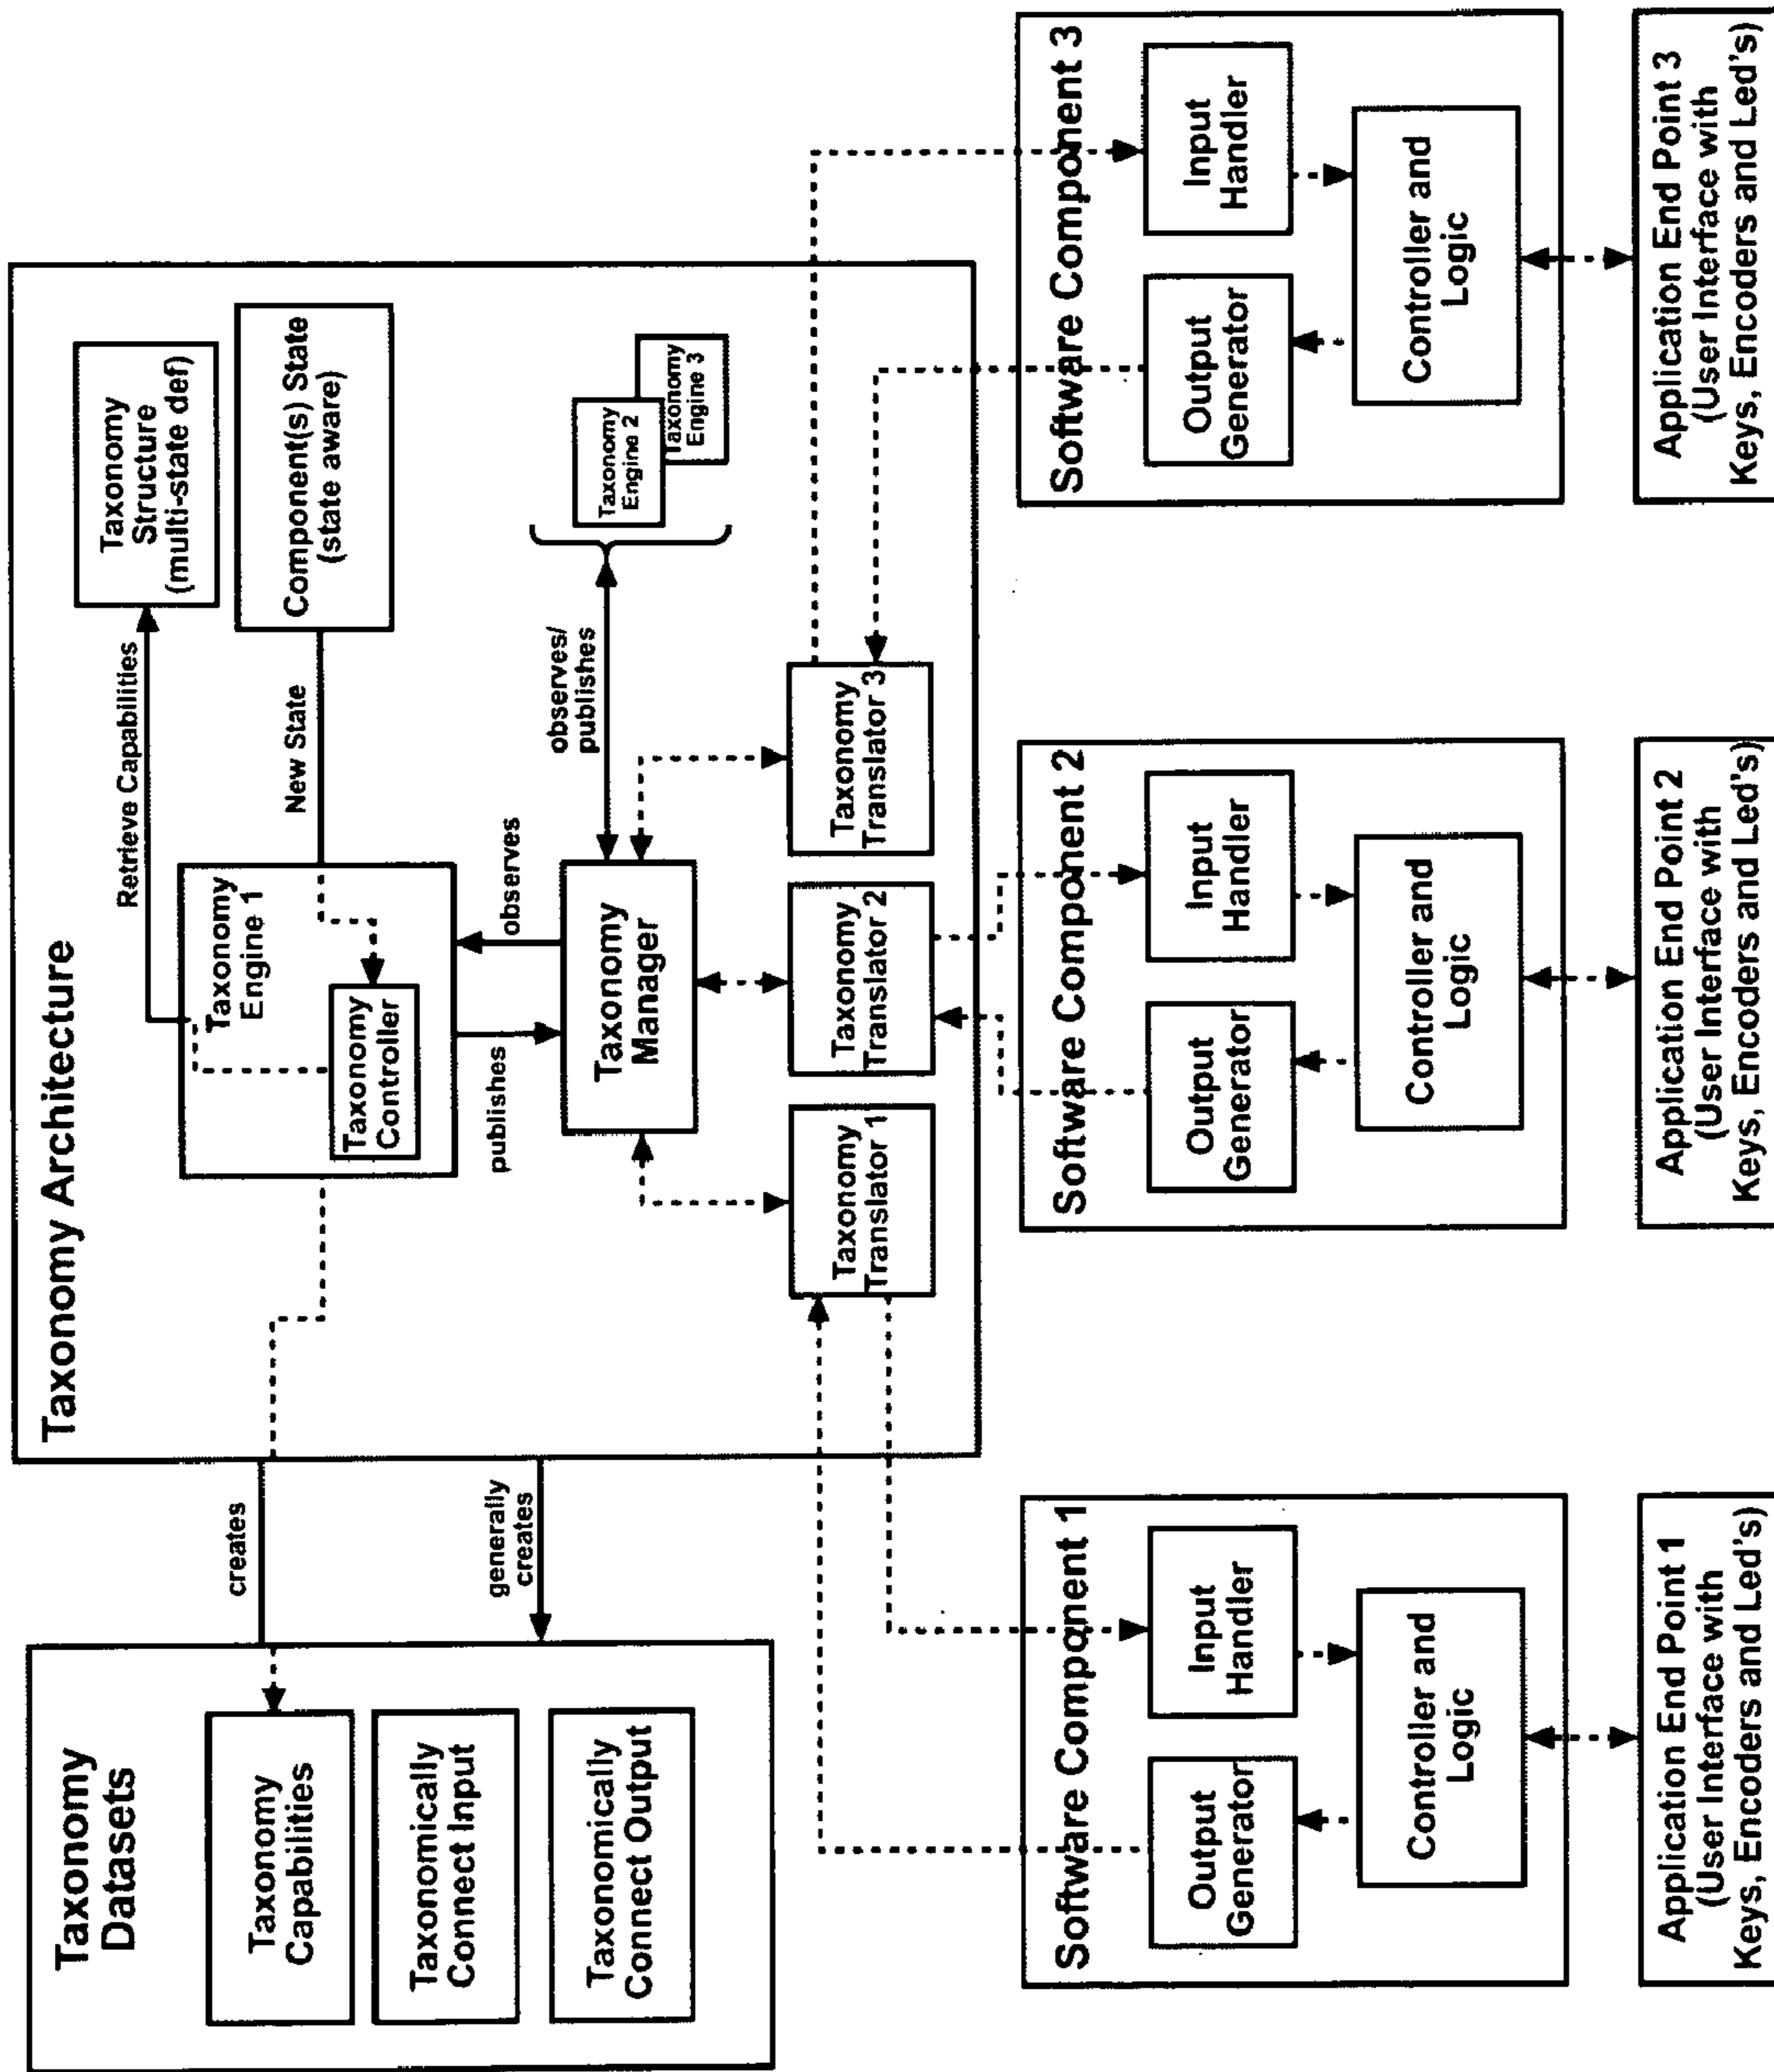 Taxonomy
Datasets
Taxonomy
Capabilities
Taxonomically
Connect Input
Taxonomically
Connect Output
creates
generally
creates
Taxonomy Architecture
Taxonomy
Engine 1
Taxonomy
Controller
Retrieve Capabilities
Taxonomy
Structure
(multi-state def)
New State
Component(s) State
(state aware)
publishes
observes
Taxonomy
Manager
observes/
publishes
Taxonomy
Engine 2
Taxonomy
Engine 3
Taxonomy
Translator 1
Taxonomy
Translator 2
Taxonomy
Translator 3
Software Component 1
Output
Generator
Input
Handler
Controller and
Logic
Application End Point 1
(User Interface with
Keys, Encoders and Led's)
Software Component 2
Output
Generator
Input
Handler
Controller and
Logic
Application End Point 2
(User Interface with
Keys, Encoders and Led's)
Software Component 3
Output
Generator
Input
Handler
Controller and
Logic
Application End Point 3
(User Interface with
Keys, Encoders and Led's)